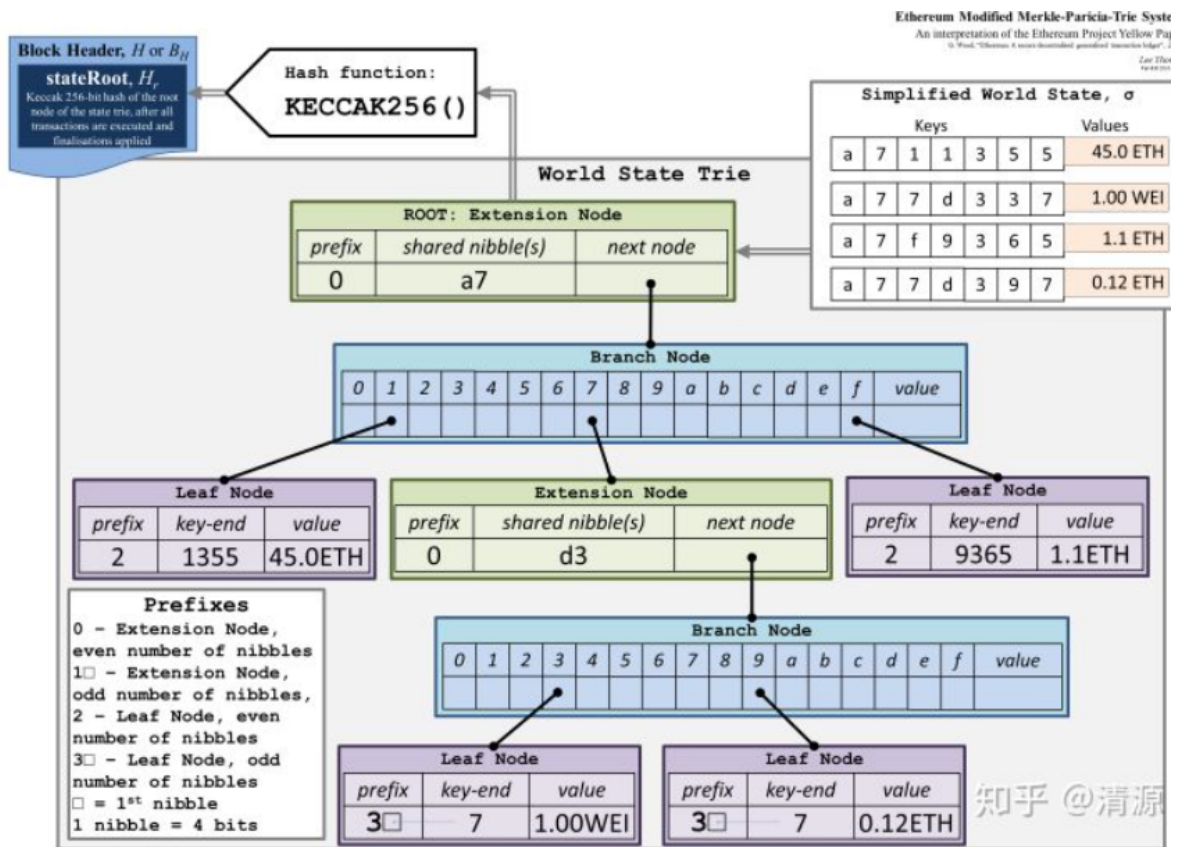 Ethereum Modified Merkle-Paricia-Trie Syste
An interpretation of the Ethereum Project Yellow Pa
G. Wood, "Ethereum: A secure decentralised generalised transaction ledger",
Block Header, H or B_H
stateRoot, H_r
Keccak 256-bit hash of the root
node of the state trie, after all
transactions are executed and
finalisations applied
Hash function:
KECCAK256()
Simplified World State, σ
Keys Values
a 7 1 1 3 5 5 45.0 ETH
a 7 7 d 3 3 7 1.00 WEI
a 7 f 9 3 6 5 1.1 ETH
a 7 7 d 3 9 7 0.12 ETH
World State Trie
ROOT: Extension Node
prefix shared nibble(s) next node
0 a7
Branch Node
0 1 2 3 4 5 6 7 8 9 a b c d e f value
Leaf Node
prefix key-end value
2 1355 45.0ETH
Extension Node
prefix shared nibble(s) next node
0 d3
Leaf Node
prefix key-end value
2 9365 1.1ETH
Prefixes
0 - Extension Node,
even number of nibbles
1□ - Extension Node,
odd number of nibbles,
2 - Leaf Node, even
number of nibbles
3□ - Leaf Node, odd
number of nibbles
□ = 1st nibble
1 nibble = 4 bits
Branch Node
0 1 2 3 4 5 6 7 8 9 a b c d e f value
Leaf Node
prefix key-end value
3□ 7 1.00WEI
Leaf Node
prefix key-end value
3□ 7 0.12ETH
知乎 @清源